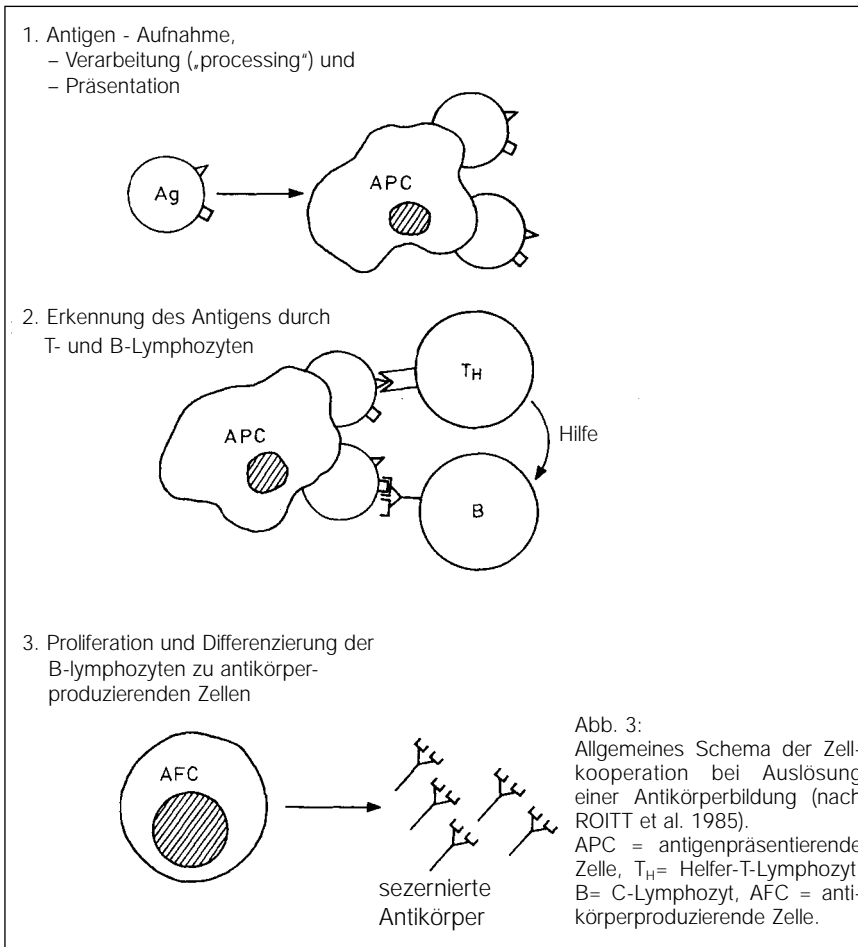 1. Antigen - Aufnahme,
– Verarbeitung („processing“) und
– Präsentation
Ag
APC
2. Erkennung des Antigens durch
T- und B-Lymphozyten
APC
TH
Hilfe
B
3. Proliferation und Differenzierung der
B-lymphozyten zu antikörper-
produzierenden Zellen
AFC
sezernierte
Antikörper
Abb. 3:
Allgemeines Schema der Zell-
kooperation bei Auslösung
einer Antikörperbildung (nach
ROITT et al. 1985).
APC = antigenpräsentierende
Zelle, TH= Helfer-T-Lymphozyt
B= C-Lymphozyt, AFC = anti-
körperproduzierende Zelle.